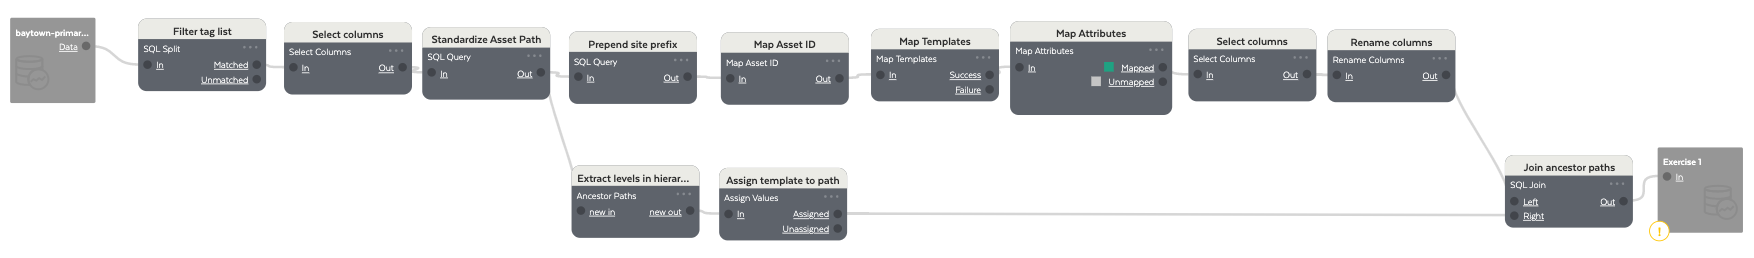 baytown-primar...
Data
Filter tag list
SQL Split
In
Matched
Unmatched
Select columns
Select Columns
In
Out
Standardize Asset Path
SQL Query
In
Out
Prepend site prefix
SQL Query
In
Out
Map Asset ID
Map Asset ID
In
Out
Map Templates
Map Templates
In
Success
Failure
Map Attributes
Map Attributes
In
Mapped
Unmapped
Select columns
Select Columns
In
Out
Rename columns
Rename Columns
In
Out
Extract levels in hierar...
Ancestor Paths
new in
new out
Assign template to path
Assign Values
In
Assigned
Unassigned
Join ancestor paths
SQL Join
Left
Out
Right
Exercise 1
In
!